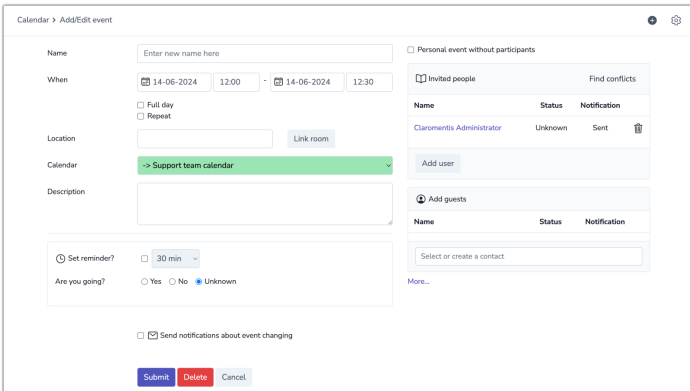 Calendar > Add/Edit event
Name
Enter new name here
When
14-06-2024 12:00 - 14-06-2024 12:30
Full day
Repeat
Location
Link room
Calendar
-> Support team calendar
Description
Set reminder? 30 min
Are you going? Yes No Unknown
Send notifications about event changing
Submit Delete Cancel
Personal event without participants
Invited people Find conflicts
Name Status Notification
Claromentis Administrator Unknown Sent
Add user
Add guests
Name Status Notification
Select or create a contact
More...